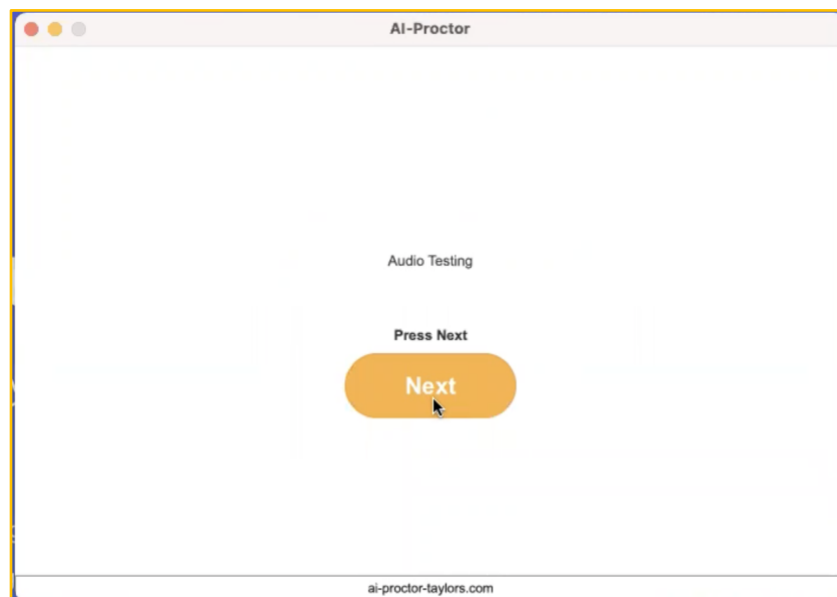 AI-Proctor
Audio Testing
Press Next
Next
ai-proctor-taylors.com